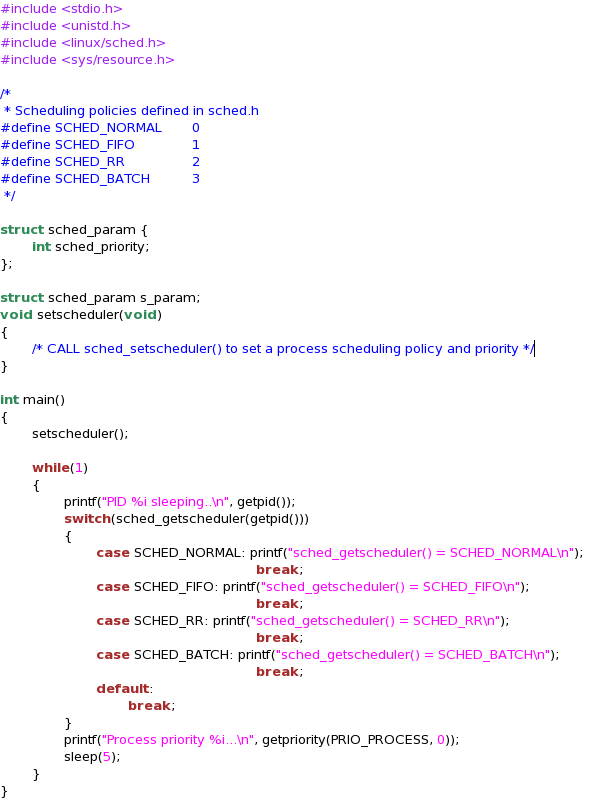 #include <stdio.h>
#include <unistd.h>
#include <linux/sched.h>
#include <sys/resource.h>

/*
 * Scheduling policies defined in sched.h
#define SCHED_NORMAL       0
#define SCHED_FIFO             1
#define SCHED_RR                2
#define SCHED_BATCH          3
 */

struct sched_param {
        int sched_priority;
};

struct sched_param s_param;
void setscheduler(void)
{
        /* CALL sched_setscheduler() to set a process scheduling policy and priority */
}

int main()
{
        setscheduler();

        while(1)
        {
                printf("PID %i sleeping..\n", getpid());
                switch(sched_getscheduler(getpid()))
                {
                        case SCHED_NORMAL: printf("sched_getscheduler() = SCHED_NORMAL\n");
                                                                break;
                        case SCHED_FIFO: printf("sched_getscheduler() = SCHED_FIFO\n");
                                                                break;
                        case SCHED_RR: printf("sched_getscheduler() = SCHED_RR\n");
                                                                break;
                        case SCHED_BATCH: printf("sched_getscheduler() = SCHED_BATCH\n");
                                                                break;
                        default:
                                break;
                }
                printf("Process priority %i...\n", getpriority(PRIO_PROCESS, 0));
                sleep(5);
        }
}